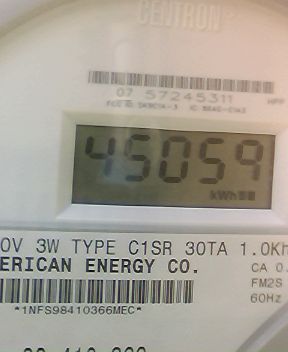 CENTRON
07 57245311 HPP
45059
kWh
0V 3W TYPE C1SR 30TA 1.0Kh
ERICAN ENERGY CO.
CA 0.
FM2S
60Hz
*1NFS98410366MEC*